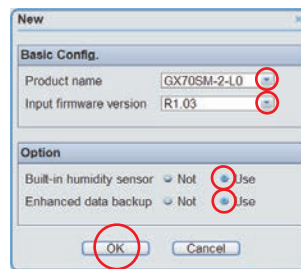 New
Basic Config.
Product name GX70SM-2-L0
Input firmware version R1.03
Option
Built-in humidity sensor Not Use
Enhanced data backup Not Use
OK Cancel